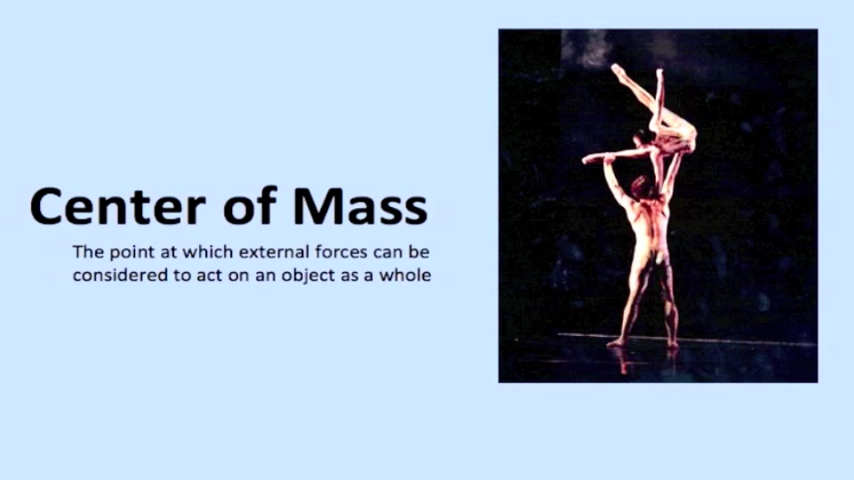 Center of Mass
The point at which external forces can be
considered to act on an object as a whole